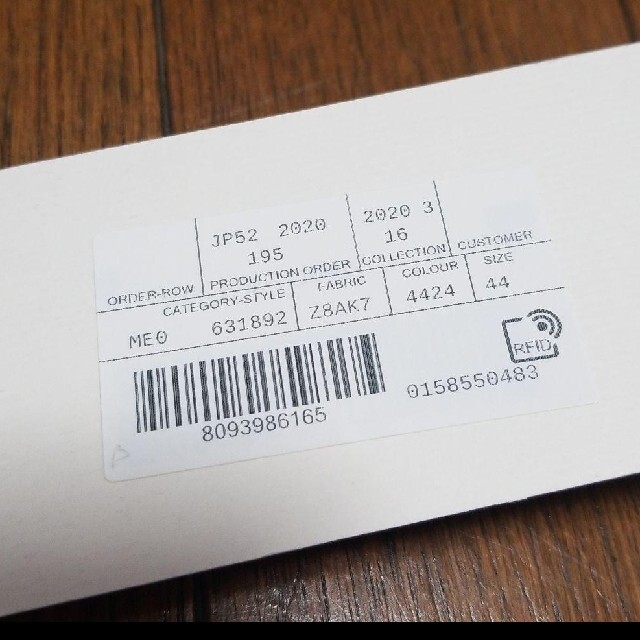 JP52 2020
195
2020 3
16
ORDER-ROW
PRODUCTION ORDER
COLLECTION
CUSTOMER
CATEGORY-STYLE
FABRIC
COLOUR
SIZE
ME0 631892
Z8AK7
4424
44
RFID
8093986165
0158550483